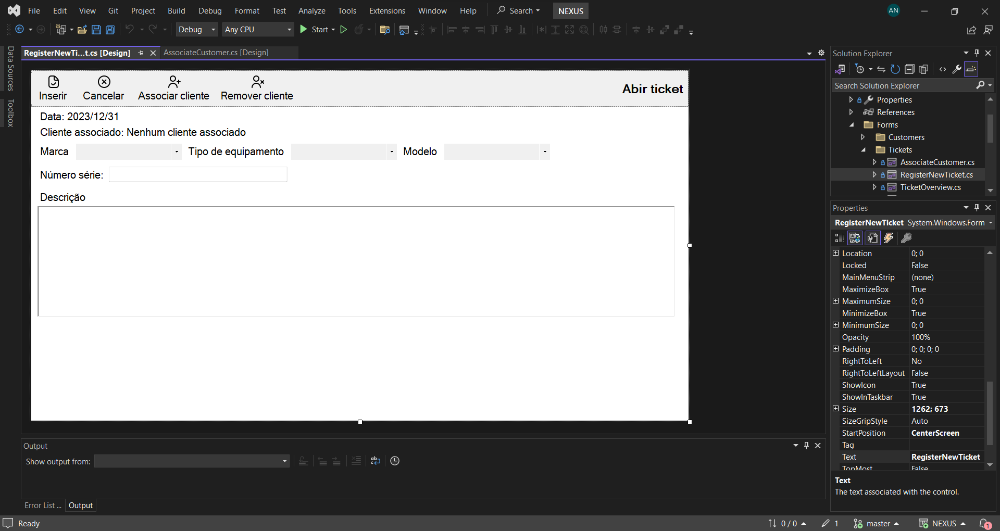 File Edit View Git Project Build Debug Format Test Analyze Tools Extensions Window Help Search NEXUS AN
Debug Any CPU Start
Data Sources
Toolbox
RegisterNewTi...t.cs [Design] AssociateCustomer.cs [Design]
Inserir Cancelar Associar cliente Remover cliente Abir ticket
Data: 2023/12/31
Cliente associado: Nenhum cliente associado
Marca Tipo de equipamento Modelo
Número série:
Descrição
Output
Show output from:
Error List ... Output
Solution Explorer
Search Solution Explorer
Properties
References
Forms
Customers
Tickets
AssociateCustomer.cs
RegisterNewTicket.cs
TicketOverview.cs
Properties
RegisterNewTicket System.Windows.Form
Location 0; 0
Locked False
MainMenuStrip (none)
MaximizeBox True
MaximumSize 0; 0
MinimizeBox True
MinimumSize 0; 0
Opacity 100%
Padding 0; 0; 0; 0
RightToLeft No
RightToLeftLayout False
ShowIcon True
ShowInTaskbar True
Size 1262; 673
SizeGripStyle Auto
StartPosition CenterScreen
Tag
Text RegisterNewTicket
TopMost False
Text
The text associated with the control.
Ready 0 / 0 1 master NEXUS 1